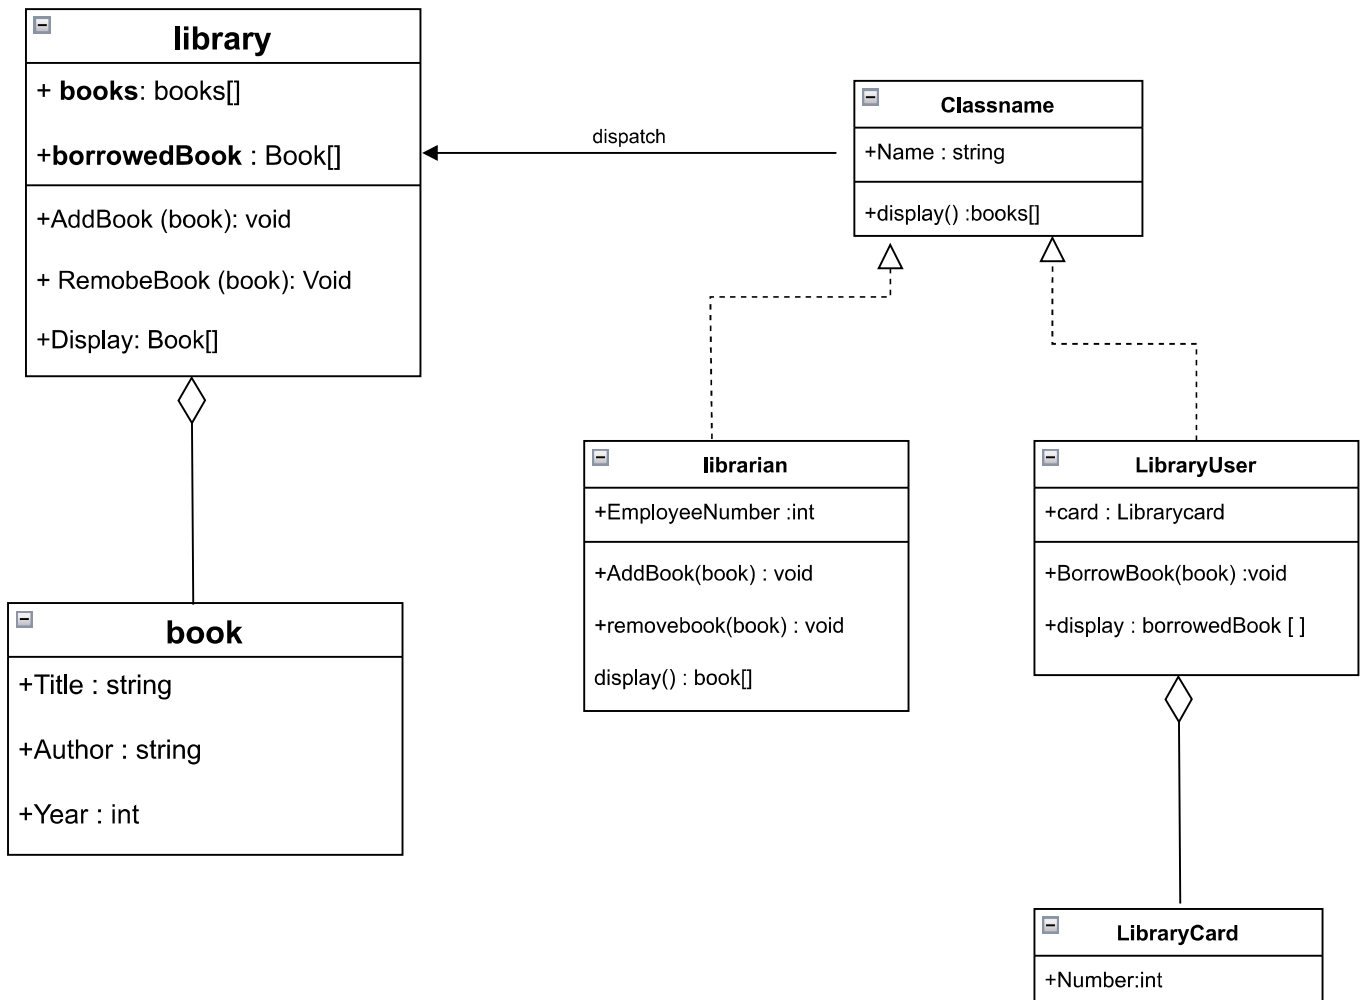 library
+ books: books[]
+borrowedBook : Book[]
+AddBook (book): void
+ RemobeBook (book): Void
+Display: Book[]
dispatch
Classname
+Name : string
+display() :books[]
librarian
+EmployeeNumber :int
+AddBook(book) : void
+removebook(book) : void
display() : book[]
LibraryUser
+card : Librarycard
+BorrowBook(book) :void
+display : borrowedBook [ ]
book
+Title : string
+Author : string
+Year : int
LibraryCard
+Number:int